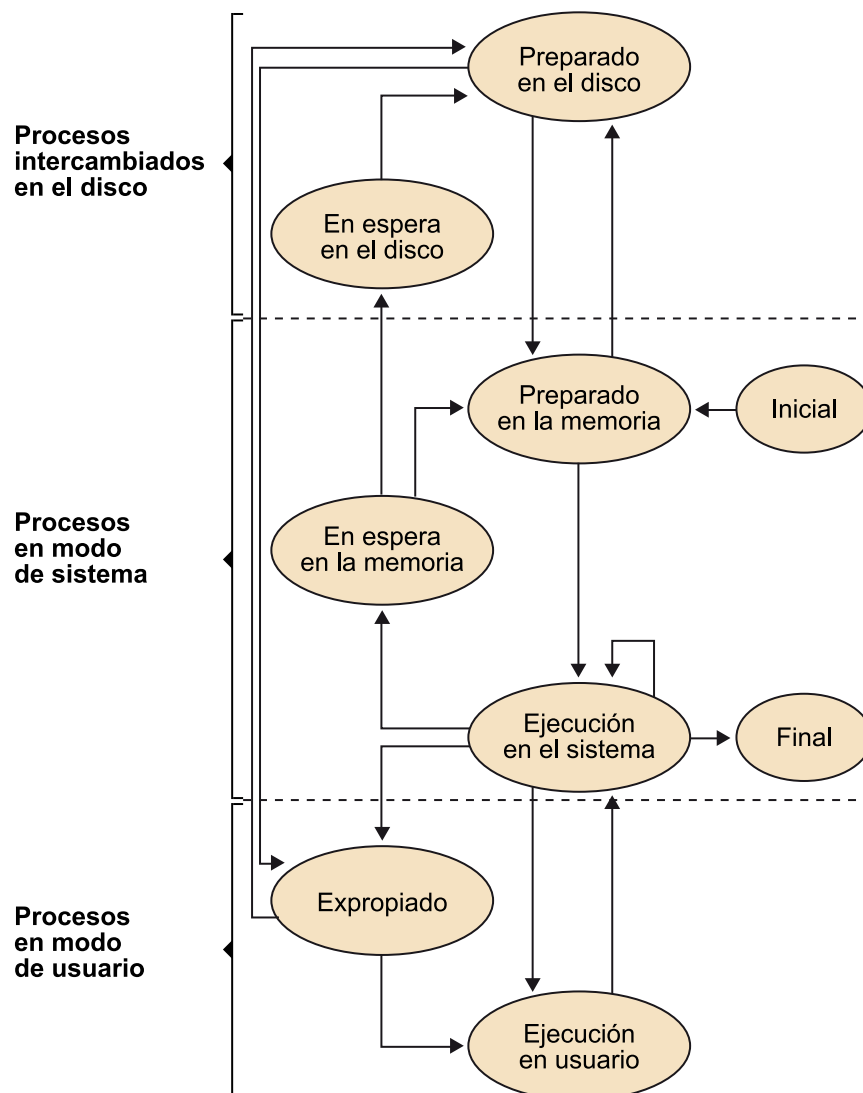 Preparado
en el disco
Procesos
intercambiados
en el disco
En espera
en el disco
Preparado
en la memoria
Inicial
Procesos
en modo
de sistema
En espera
en la memoria
Ejecución
en el sistema
Final
Expropiado
Procesos
en modo
de usuario
Ejecución
en usuario